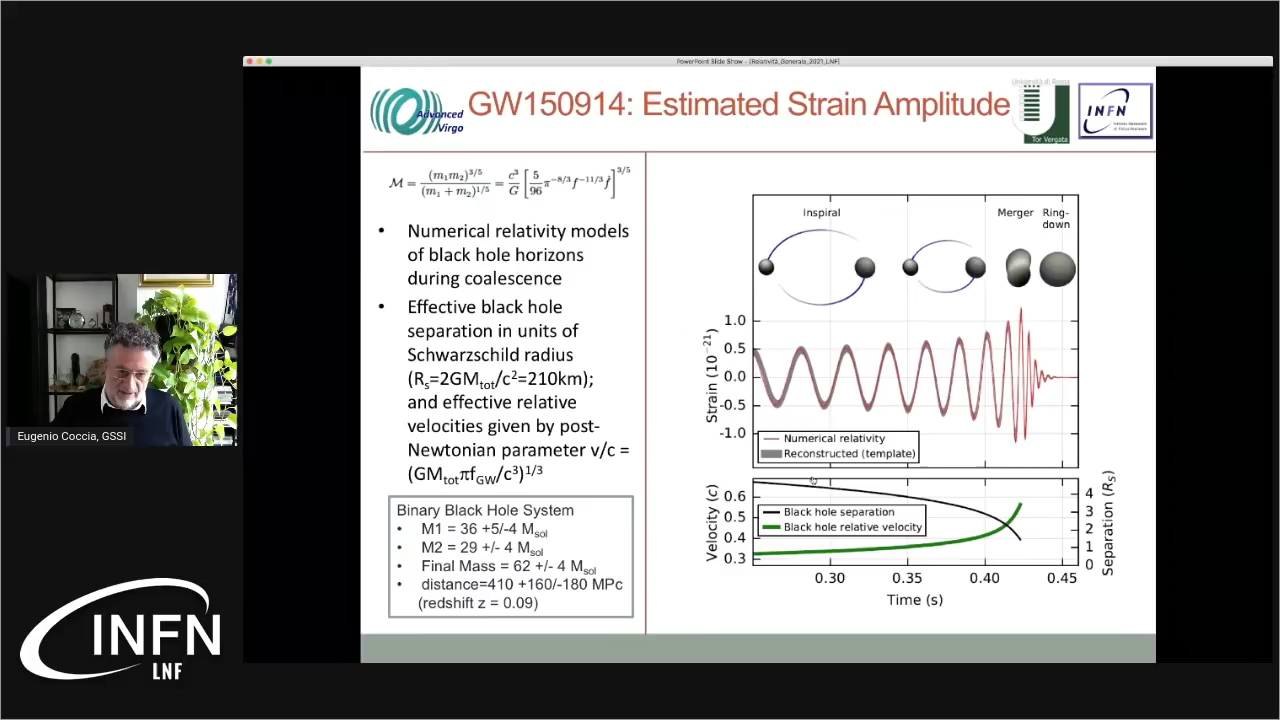 PowerPoint Slide Show - [Relatività_Generale_2021_LNF]
Advanced
Virgo
GW150914: Estimated Strain Amplitude
Università di Roma
Tor Vergata
INFN
M = (m₁m₂)^3/5 / (m₁ + m₂)^1/5 = c³/G [5/96 π^−8/3 f^−11/3 ḟ]^3/5
• Numerical relativity models
of black hole horizons
during coalescence
• Effective black hole
separation in units of
Schwarzschild radius
(Rs=2GMtot/c²=210km);
and effective relative
velocities given by post-
Newtonian parameter v/c =
(GMtotπfGW/c³)^1/3
Binary Black Hole System
• M1 = 36 +5/-4 Msol
• M2 = 29 +/- 4 Msol
• Final Mass = 62 +/- 4 Msol
• distance=410 +160/-180 MPc
(redshift z = 0.09)
Inspiral
Merger
Ring-
down
Strain (10⁻²¹)
1.0
0.5
0.0
-0.5
-1.0
Numerical relativity
Reconstructed (template)
Velocity (c)
0.6
0.5
0.4
0.3
Black hole separation
Black hole relative velocity
4
3
2
1
0
Separation (Rs)
0.30
0.35
0.40
0.45
Time (s)
Eugenio Coccia, GSSI
INFN
LNF